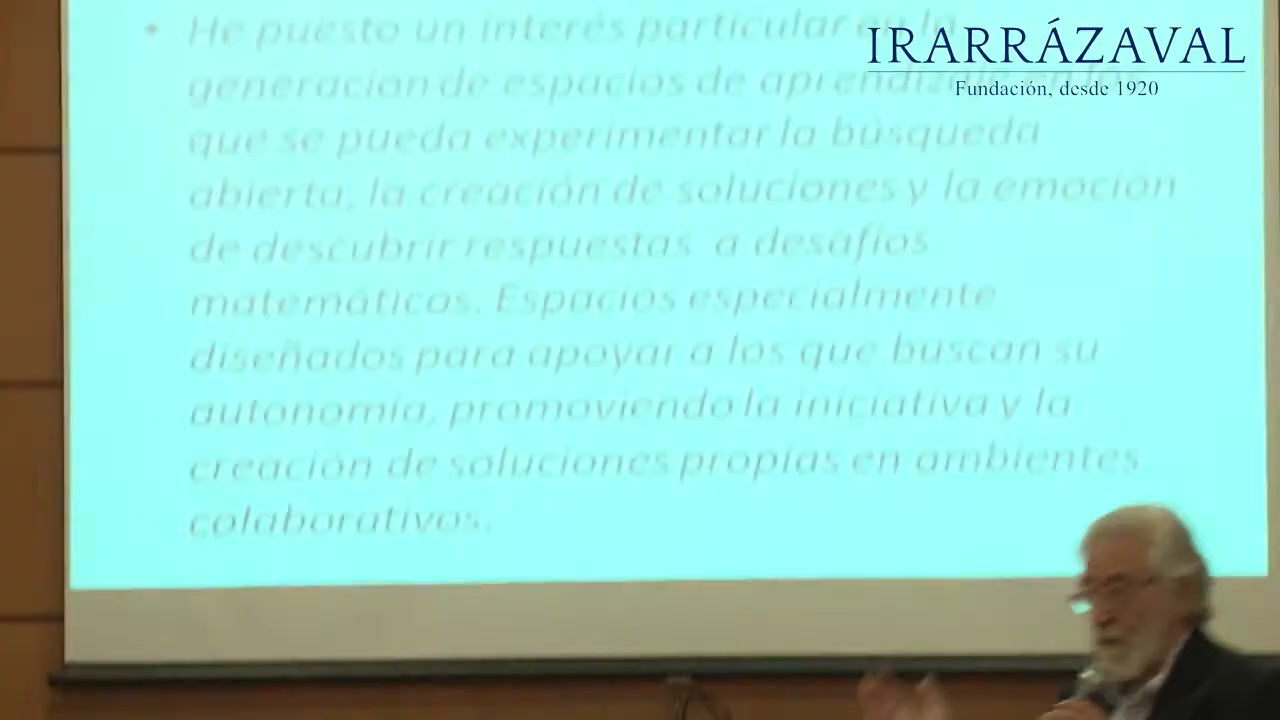 • He puesto un interés particular en la
generación de espacios de aprendizaje en los
que se pueda experimentar la búsqueda
abierta, la creación de soluciones y la emoción
de descubrir respuestas a desafíos
matemáticos. Espacios especialmente
diseñados para apoyar a los que buscan su
autonomía, promoviendo la iniciativa y la
creación de soluciones propias en ambientes
colaborativos.
IRARRÁZAVAL
Fundación, desde 1920